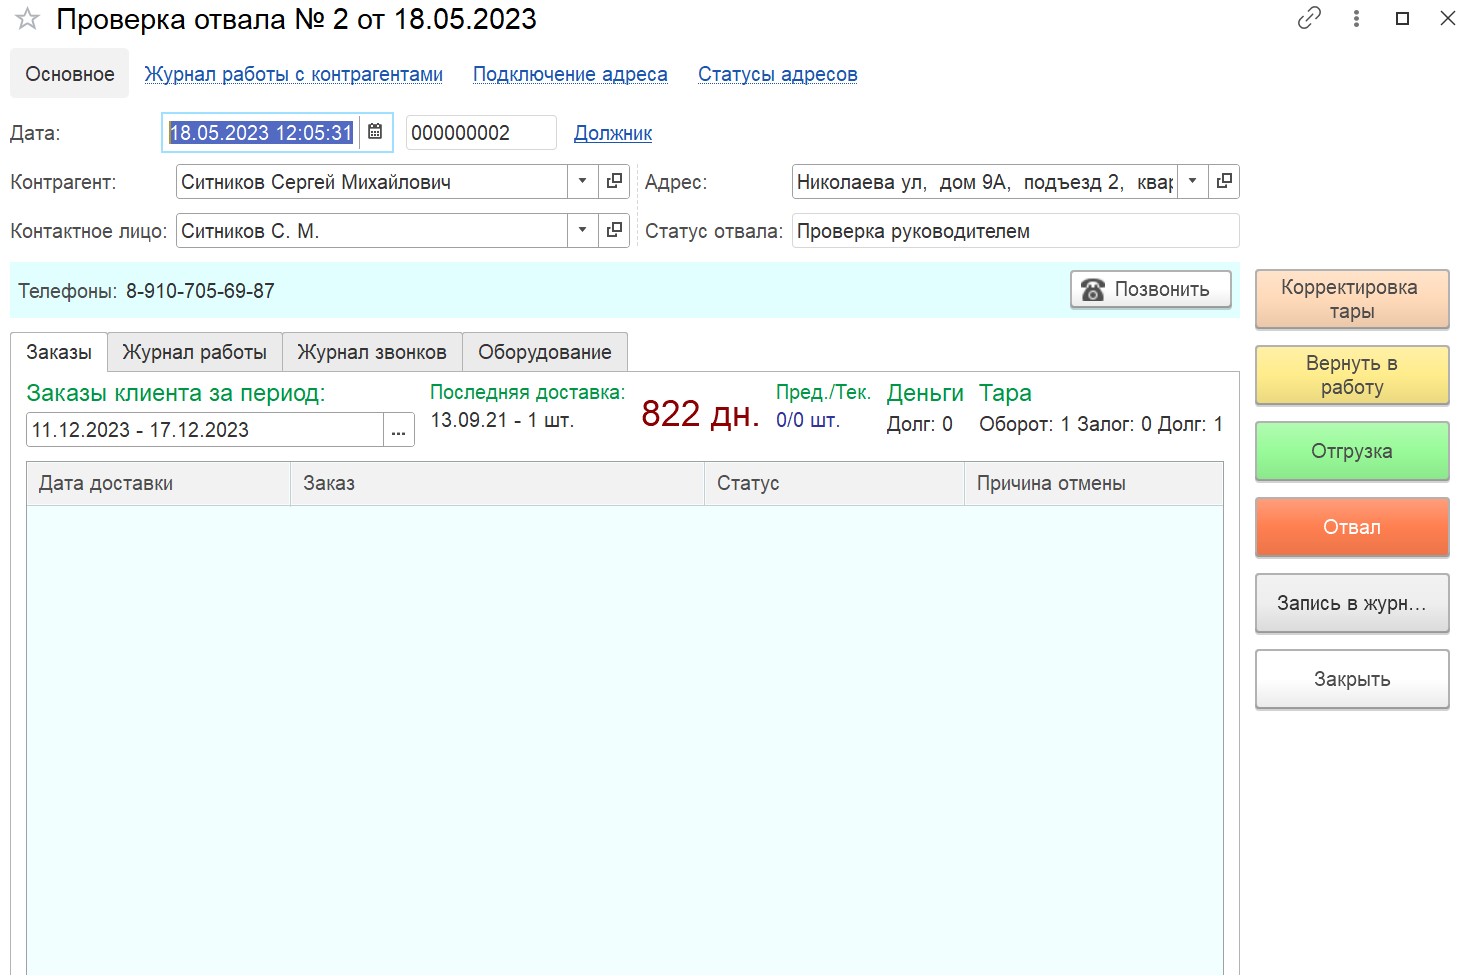 Проверка отвала № 2 от 18.05.2023
Основное Журнал работы с контрагентами Подключение адреса Статусы адресов
Дата: 18.05.2023 12:05:31 000000002 Должник
Контрагент: Ситников Сергей Михайлович Адрес: Николаева ул, дом 9А, подъезд 2, квар
Контактное лицо: Ситников С. М. Статус отвала: Проверка руководителем
Телефоны: 8-910-705-69-87 Позвонить
Корректировка
тары
Вернуть в
работу
Отгрузка
Отвал
Запись в журн...
Закрыть
Заказы Журнал работы Журнал звонков Оборудование
Заказы клиента за период: Последняя доставка: 822 дн. Пред./Тек. Деньги Тара
11.12.2023 - 17.12.2023 ... 13.09.21 - 1 шт. 0/0 шт. Долг: 0 Оборот: 1 Залог: 0 Долг: 1
Дата доставки Заказ Статус Причина отмены